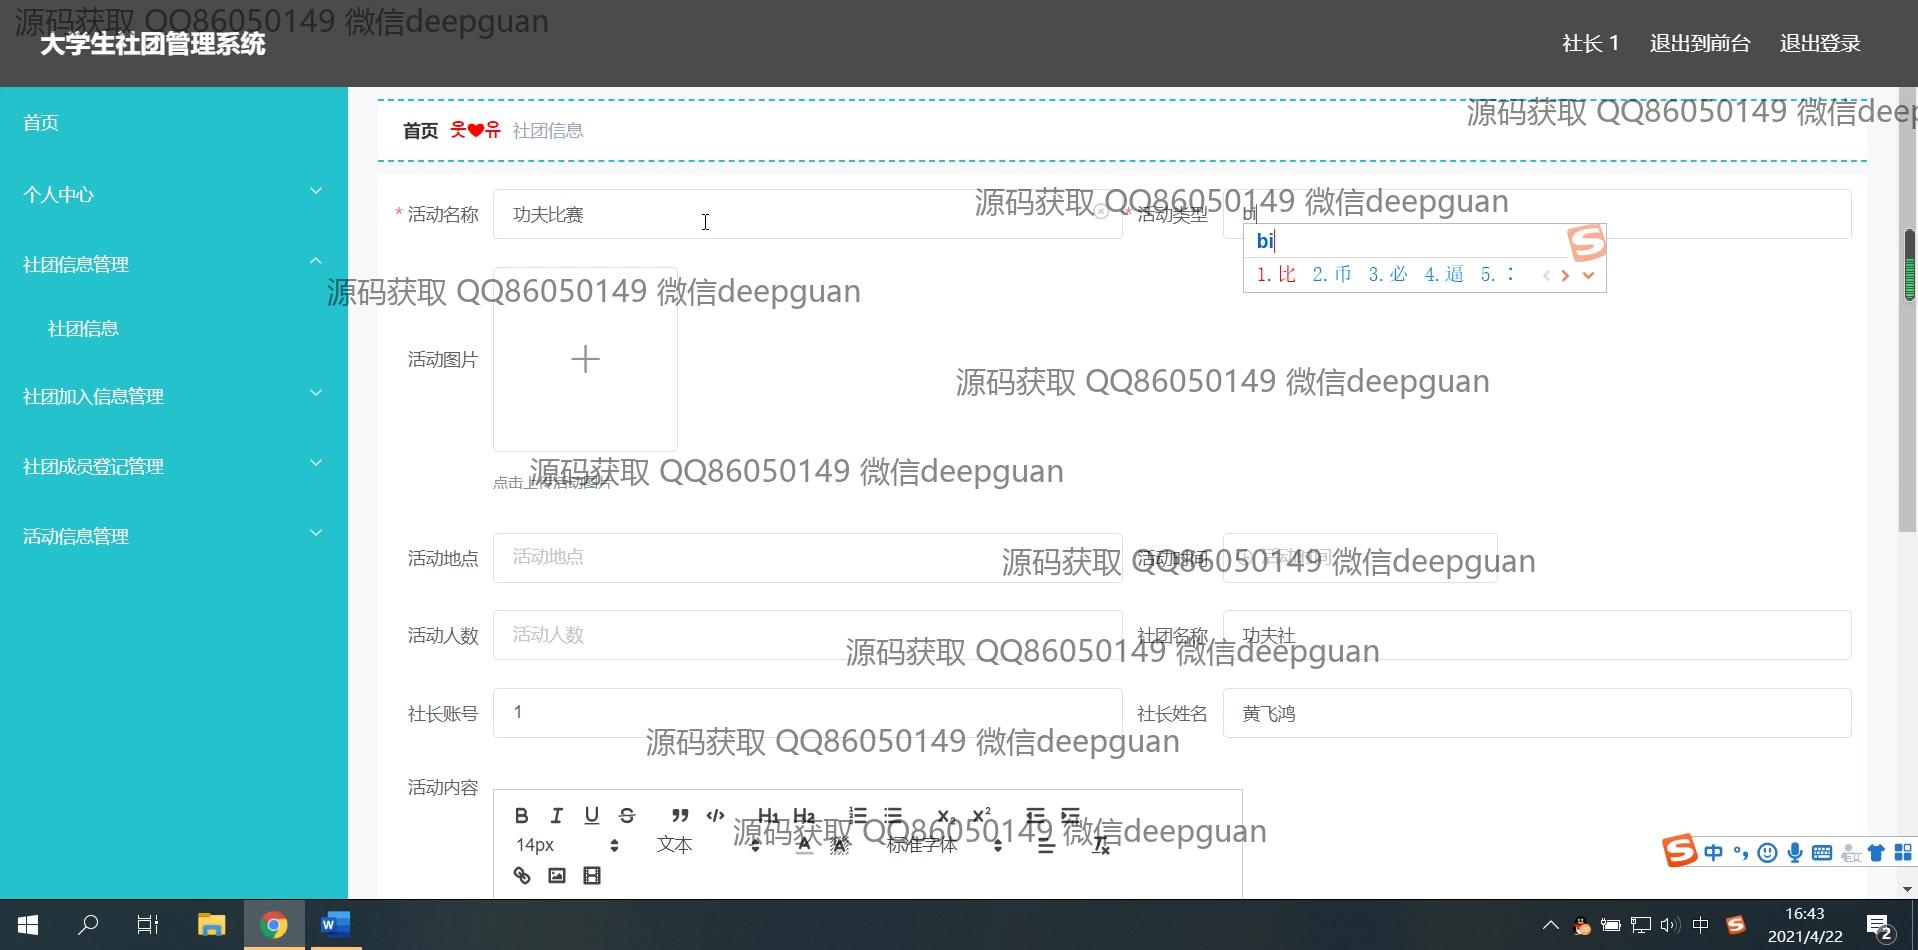 源码获取 QQ86050149 微信deepguan
大学生社团管理系统
社长 1 退出到前台 退出登录
首页
个人中心
社团信息管理
社团信息
社团加入信息管理
社团成员登记管理
活动信息管理
首页 웃❤유 社团信息
源码获取 QQ86050149 微信deep
* 活动名称 功夫比赛
* 活动类型 bi
源码获取 QQ86050149 微信deepguan
bi
1.比 2.币 3.必 4.逼 5.：
源码获取 QQ86050149 微信deepguan
活动图片
源码获取 QQ86050149 微信deepguan
点击上传活动图片
源码获取 QQ86050149 微信deepguan
活动地点 活动地点
活动时间 活动时间
源码获取 QQ86050149 微信deepguan
活动人数 活动人数
社团名称 功夫社
源码获取 QQ86050149 微信deepguan
社长账号 1
社长姓名 黄飞鸿
源码获取 QQ86050149 微信deepguan
活动内容
B I U S H1 H2 X2 X2
14px 文本 A A 标准字体 Tx
源码获取 QQ86050149 微信deepguan
中
中
16:43
2021/4/22
2